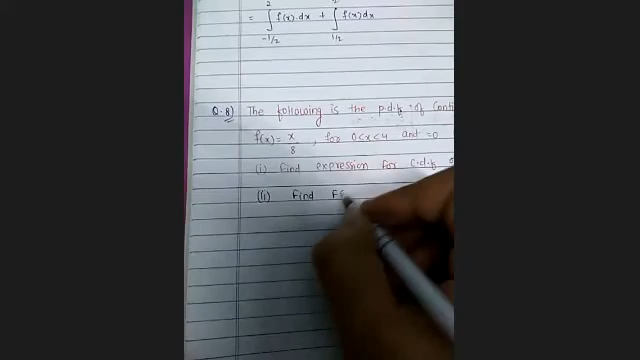 = ∫ f(x).dx + ∫ f(x)dx
-1/2 1/2
Q.8) The following is the p.d.f. of Conti
f(x)= x/8 , for 0<x<4 and =0
(i) Find expression for c.d.f
(ii) Find F